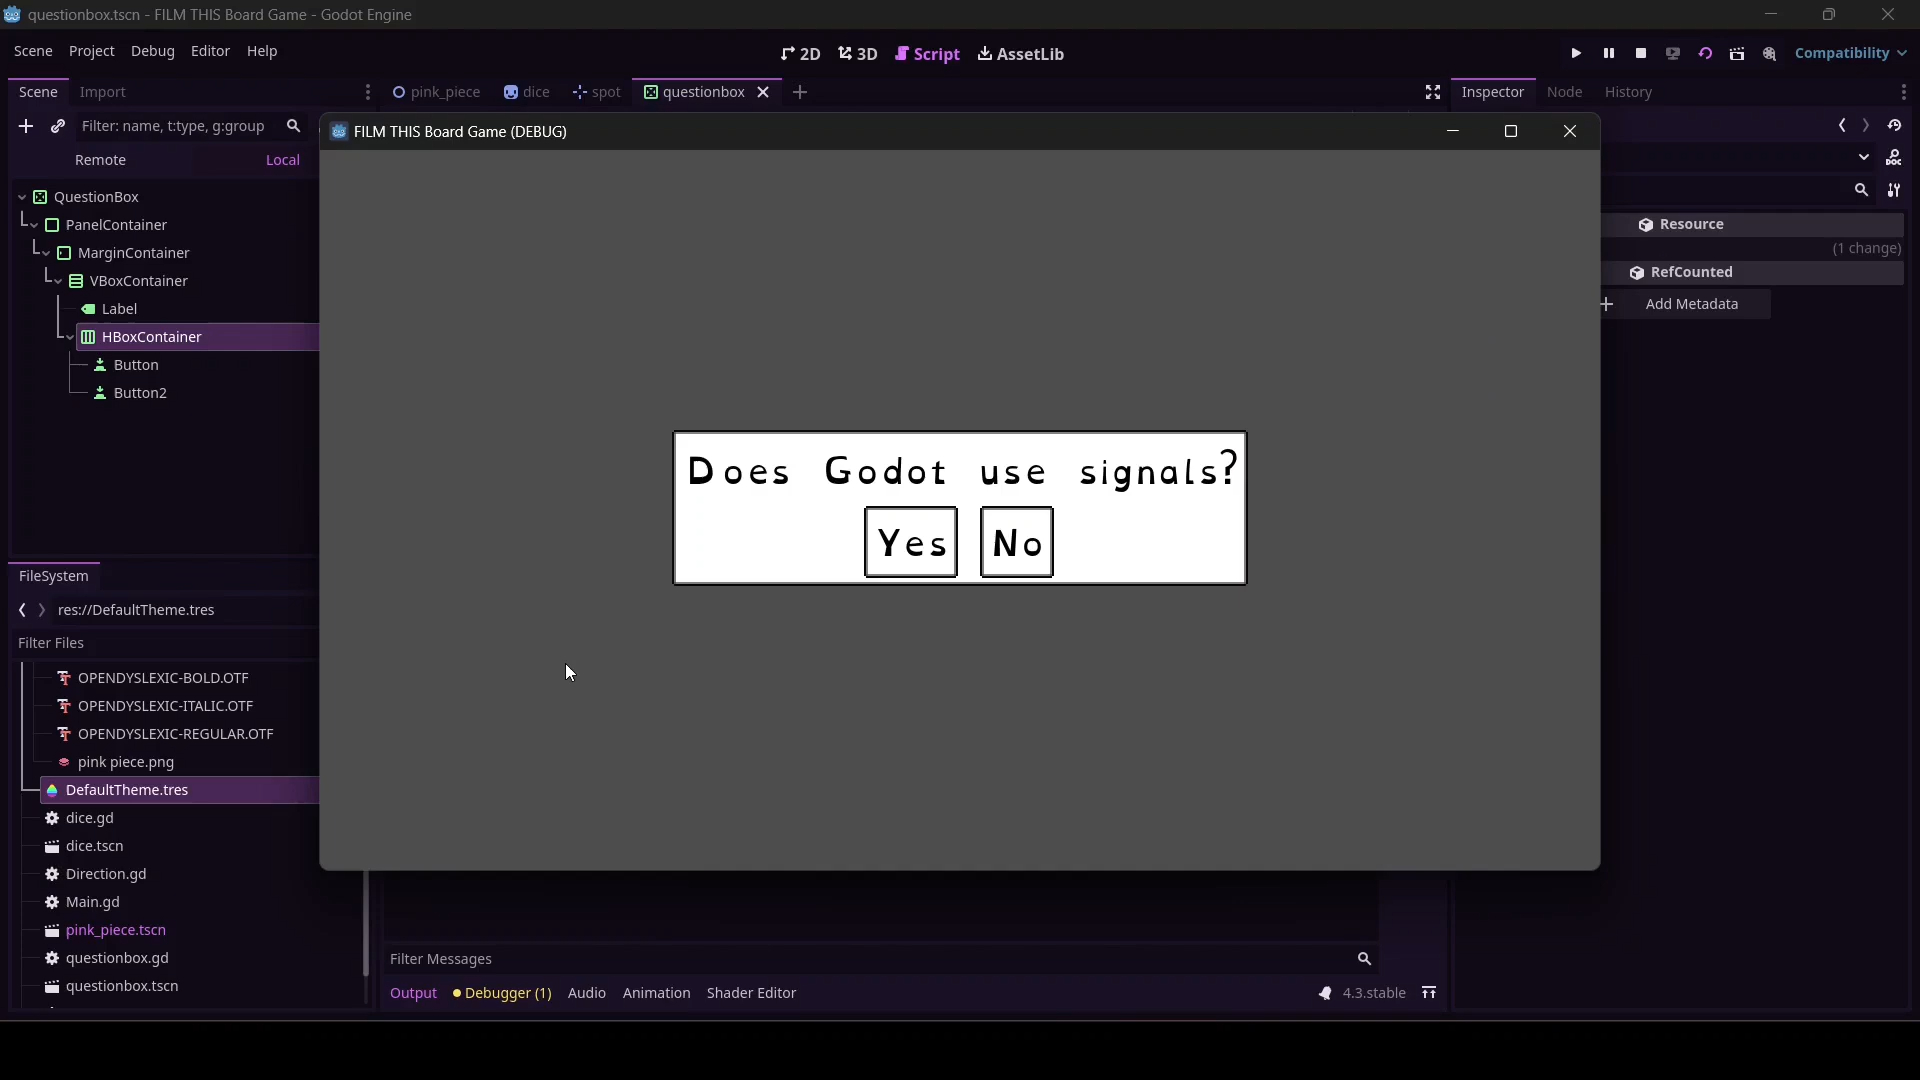 questionbox.tscn - FILM THIS Board Game - Godot Engine
Scene Project Debug Editor Help
2D 3D Script AssetLib
Compatibility
Scene Import
pink_piece dice spot questionbox
Inspector Node History
Filter: name, t:type, g:group
Remote Local
QuestionBox
PanelContainer
MarginContainer
VBoxContainer
Label
HBoxContainer
Button
Button2
FILM THIS Board Game (DEBUG)
Does Godot use signals?
Yes No
DOC
Resource
(1 change)
RefCounted
Add Metadata
FileSystem
res://DefaultTheme.tres
Filter Files
OPENDYSLEXIC-BOLD.OTF
OPENDYSLEXIC-ITALIC.OTF
OPENDYSLEXIC-REGULAR.OTF
pink piece.png
DefaultTheme.tres
dice.gd
dice.tscn
Direction.gd
Main.gd
pink_piece.tscn
questionbox.gd
questionbox.tscn
Filter Messages
Output Debugger (1) Audio Animation Shader Editor
4.3.stable